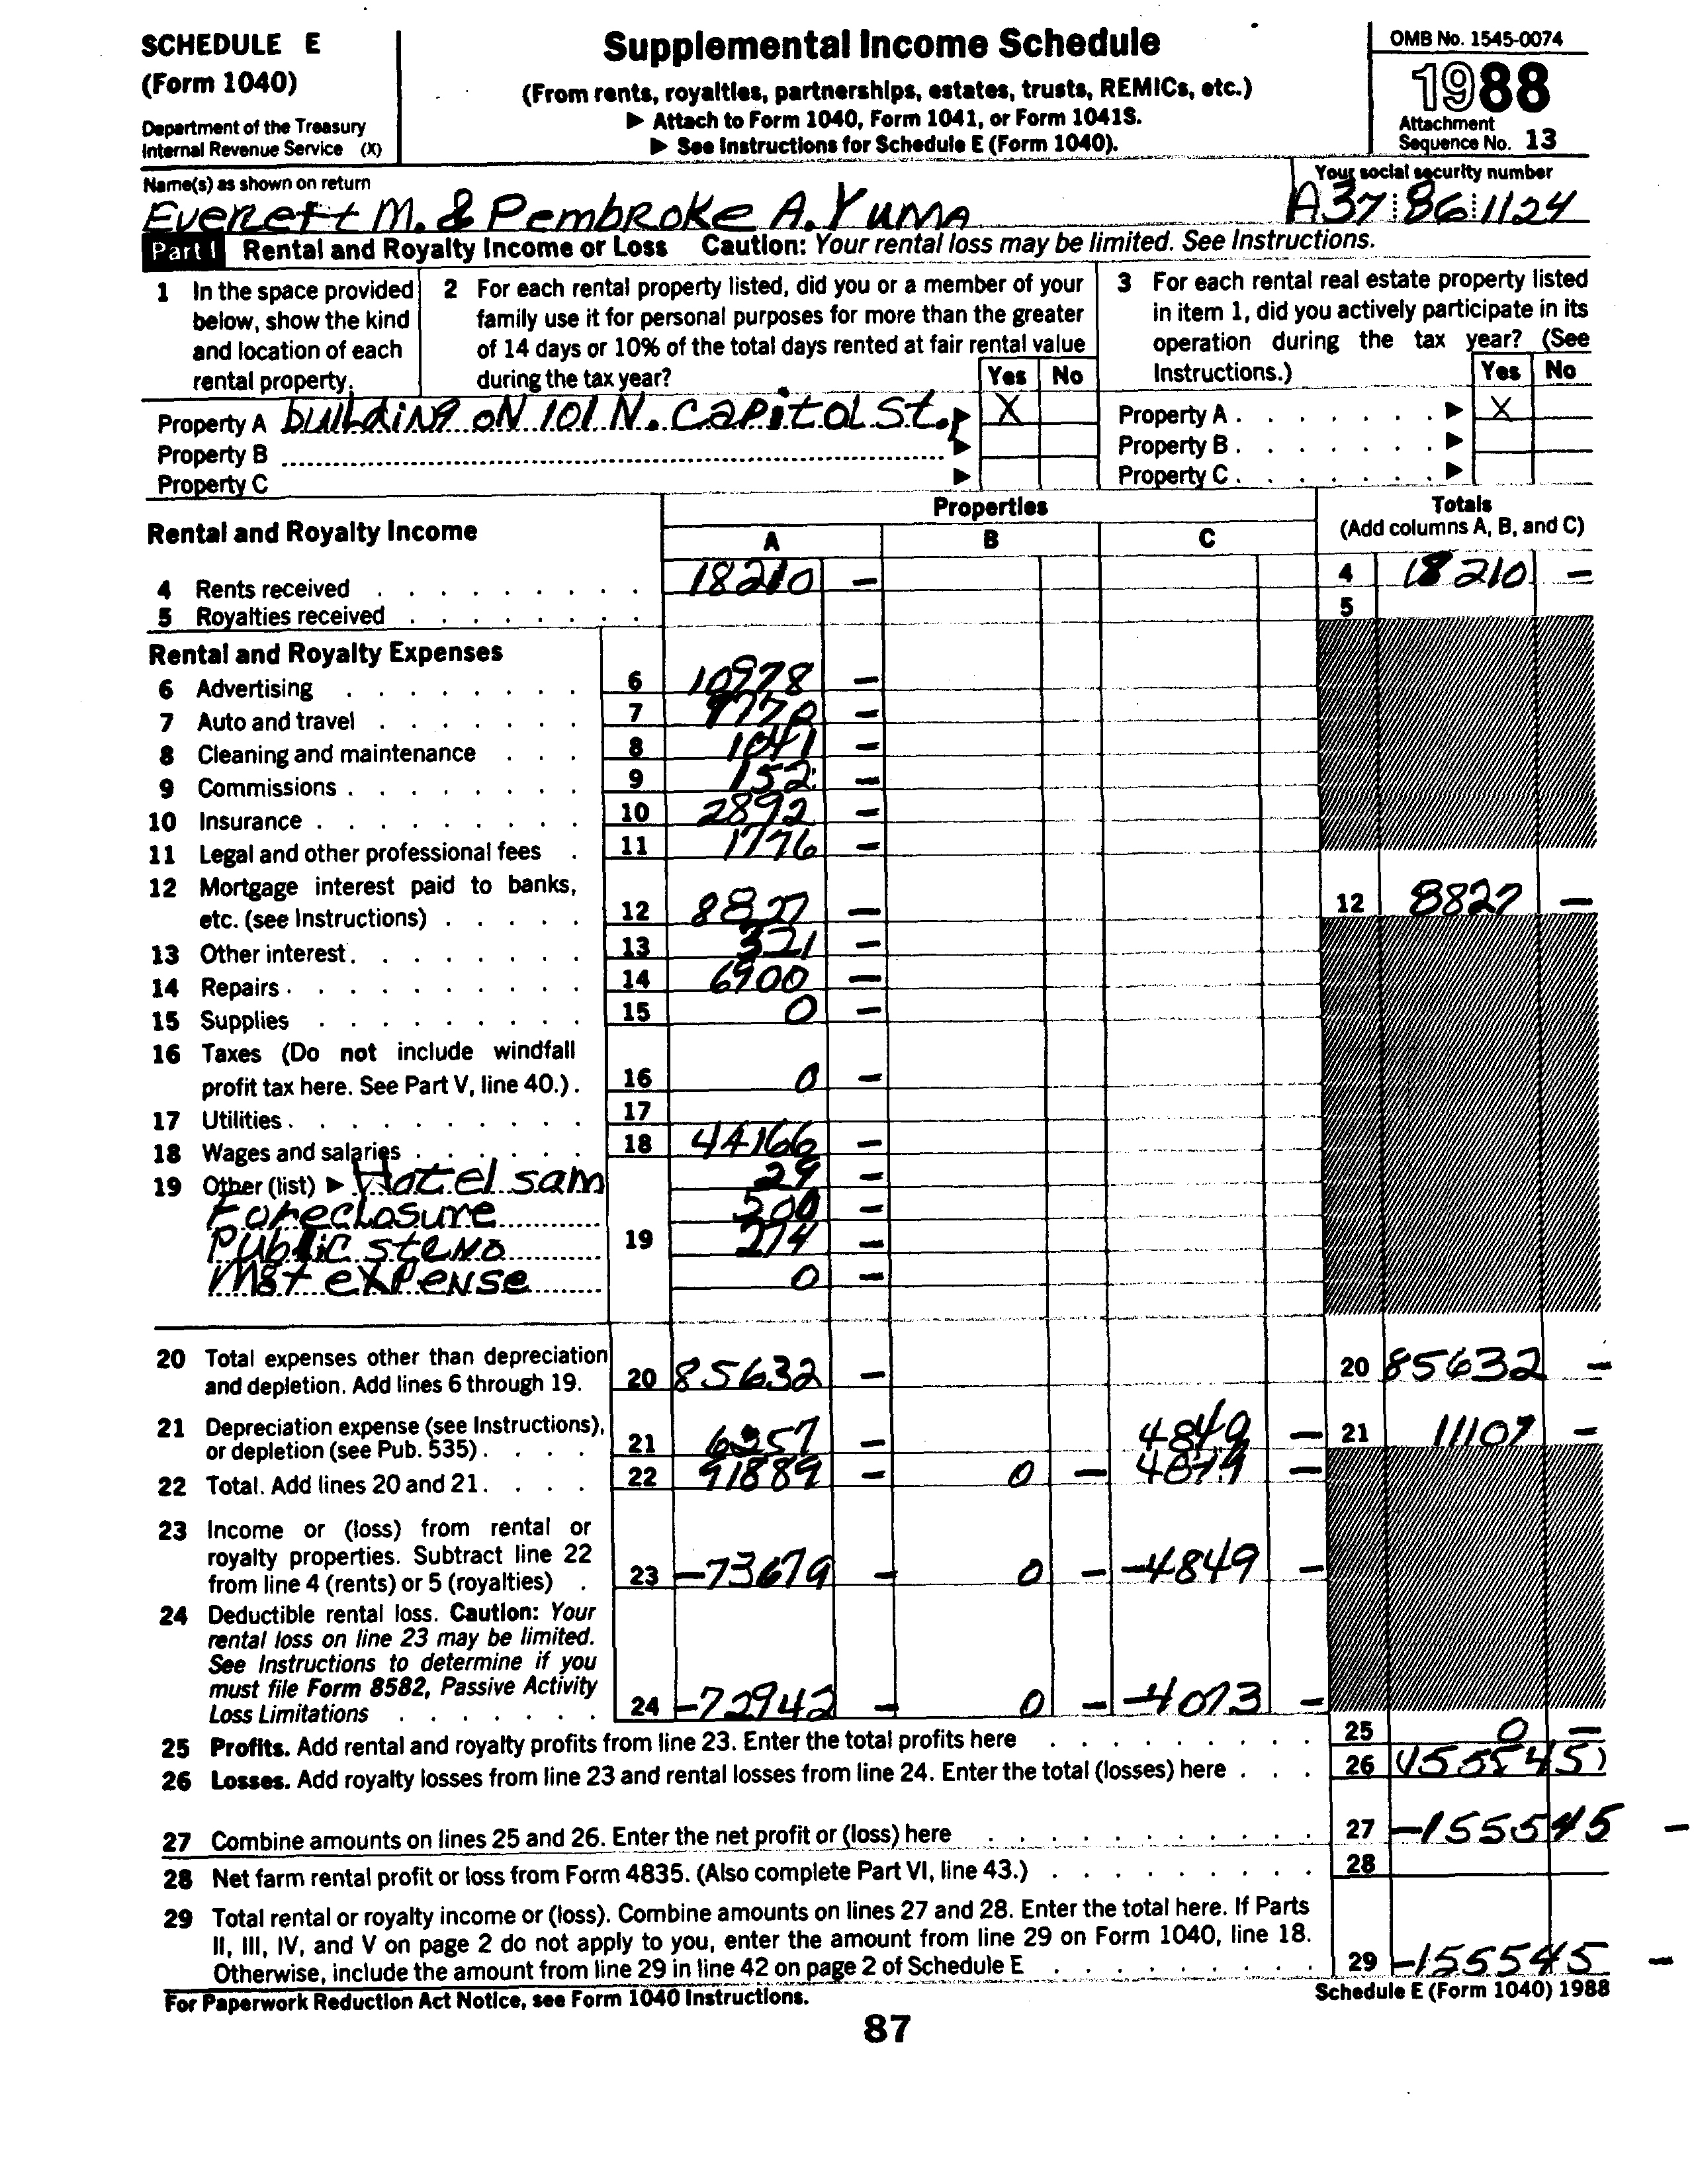 SCHEDULE E
(Form 1040)
Department of the Treasury
Internal Revenue Service (X)
Supplemental Income Schedule
(From rents, royalties, partnerships, estates, trusts, REMICs, etc.)
▶ Attach to Form 1040, Form 1041, or Form 1041S.
▶ See Instructions for Schedule E (Form 1040).
OMB No. 1545-0074
1988
Attachment
Sequence No. 13
Name(s) as shown on return
Everett M. & Pembroke A. Yuma
Your social security number
A37 86 1124
Part I Rental and Royalty Income or Loss Caution: Your rental loss may be limited. See Instructions.
1 In the space provided below, show the kind and location of each rental property.
2 For each rental property listed, did you or a member of your family use it for personal purposes for more than the greater of 14 days or 10% of the total days rented at fair rental value during the tax year?
Yes No
3 For each rental real estate property listed in item 1, did you actively participate in its operation during the tax year? (See Instructions.)
Yes No
Property A building on 101 N. Capitol St. ▶ X Property A ▶ X
Property B ▶ Property B ▶
Property C ▶ Property C ▶
Rental and Royalty Income
Properties
A B C
Totals
(Add columns A, B, and C)
4 Rents received 18210 – 4 18210 –
5 Royalties received 5
Rental and Royalty Expenses
6 Advertising 6 10978 –
7 Auto and travel 7 –
8 Cleaning and maintenance 8 1041 –
9 Commissions 9 152 –
10 Insurance 10 2892 –
11 Legal and other professional fees 11 1776 –
12 Mortgage interest paid to banks, etc. (see Instructions) 12 8827 – 12 8827 –
13 Other interest 13 321 –
14 Repairs 14 6900 –
15 Supplies 15 0 –
16 Taxes (Do not include windfall profit tax here. See Part V, line 40.) 16 0 –
17 Utilities 17
18 Wages and salaries 18 44166 –
19 Other (list) ▶ Hotel sam 29 –
Foreclosure –
Public steno 19 274 –
Mgt expense 0 –
20 Total expenses other than depreciation and depletion. Add lines 6 through 19. 20 85632 – 20 85632 –
21 Depreciation expense (see Instructions), or depletion (see Pub. 535) 21 6257 – 4849 – 21 11107 –
22 Total. Add lines 20 and 21. 22 91889 – 0 – –
23 Income or (loss) from rental or royalty properties. Subtract line 22 from line 4 (rents) or 5 (royalties) 23 -73679 – 0 – -4849 –
24 Deductible rental loss. Caution: Your rental loss on line 23 may be limited. See Instructions to determine if you must file Form 8582, Passive Activity Loss Limitations 24 -72942 – 0 – -4073 –
25 Profits. Add rental and royalty profits from line 23. Enter the total profits here 25 0 –
26 Losses. Add royalty losses from line 23 and rental losses from line 24. Enter the total (losses) here 26 (155545)
27 Combine amounts on lines 25 and 26. Enter the net profit or (loss) here 27 -155545 –
28 Net farm rental profit or loss from Form 4835. (Also complete Part VI, line 43.) 28
29 Total rental or royalty income or (loss). Combine amounts on lines 27 and 28. Enter the total here. If Parts
II, III, IV, and V on page 2 do not apply to you, enter the amount from line 29 on Form 1040, line 18.
Otherwise, include the amount from line 29 in line 42 on page 2 of Schedule E 29 -155545 –
For Paperwork Reduction Act Notice, see Form 1040 Instructions.
Schedule E (Form 1040) 1988
87